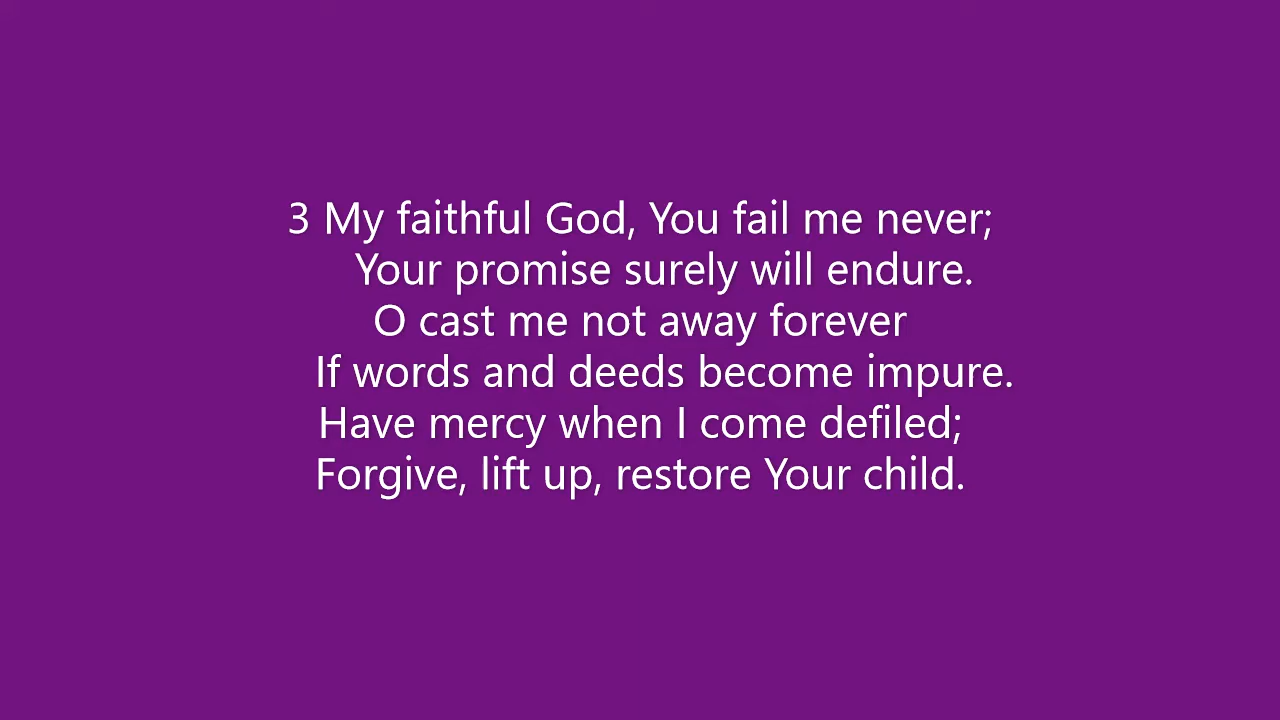 3 My faithful God, You fail me never;
Your promise surely will endure.
O cast me not away forever
If words and deeds become impure.
Have mercy when I come defiled;
Forgive, lift up, restore Your child.